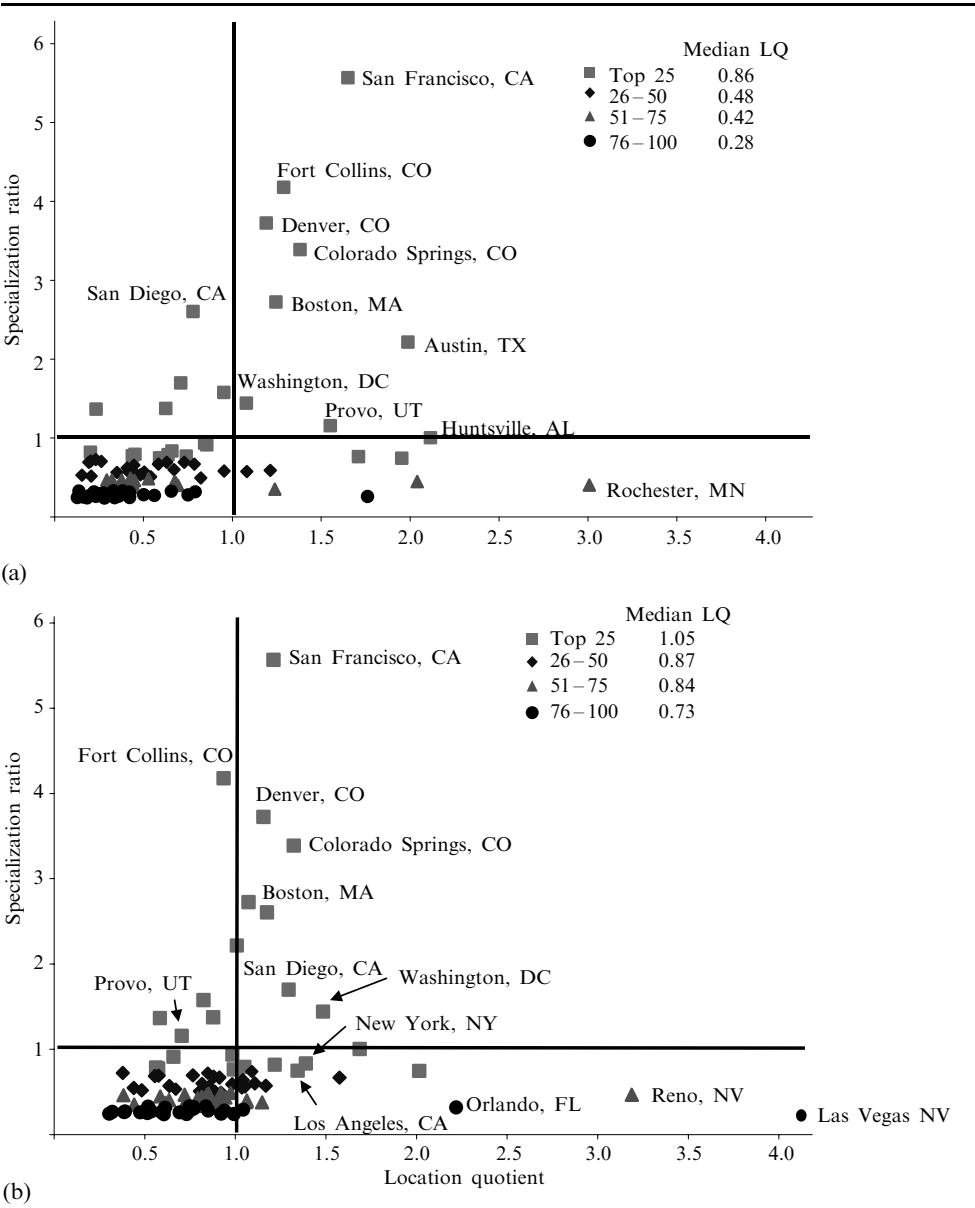 Median LQ
Top 25 0.86
26–50 0.48
51–75 0.42
76–100 0.28
6
5
4
3
2
1
Specialization ratio
San Francisco, CA
Fort Collins, CO
Denver, CO
Colorado Springs, CO
San Diego, CA
Boston, MA
Austin, TX
Washington, DC
Provo, UT
Huntsville, AL
Rochester, MN
0.5 1.0 1.5 2.0 2.5 3.0 3.5 4.0
(a)
Median LQ
Top 25 1.05
26–50 0.87
51–75 0.84
76–100 0.73
6
5
4
3
2
1
Specialization ratio
San Francisco, CA
Fort Collins, CO
Denver, CO
Colorado Springs, CO
Boston, MA
San Diego, CA
Washington, DC
Provo, UT
New York, NY
Los Angeles, CA
Orlando, FL
Reno, NV
Las Vegas NV
0.5 1.0 1.5 2.0 2.5 3.0 3.5 4.0
Location quotient
(b)